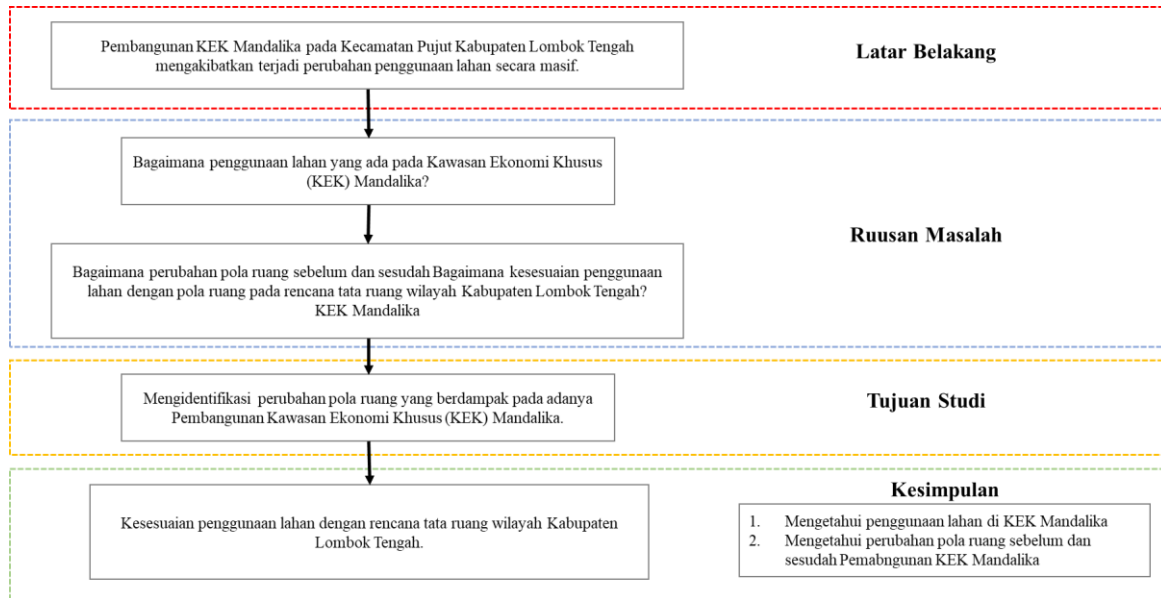 Pembangunan KEK Mandalika pada Kecamatan Pujut Kabupaten Lombok Tengah
mengakibatkan terjadi perubahan penggunaan lahan secara masif.
Latar Belakang
Bagaimana penggunaan lahan yang ada pada Kawasan Ekonomi Khusus
(KEK) Mandalika?
Ruusan Masalah
Bagaimana perubahan pola ruang sebelum dan sesudah Bagaimana kesesuaian penggunaan
lahan dengan pola ruang pada rencana tata ruang wilayah Kabupaten Lombok Tengah?
KEK Mandalika
Mengidentifikasi perubahan pola ruang yang berdampak pada adanya
Pembangunan Kawasan Ekonomi Khusus (KEK) Mandalika.
Tujuan Studi
Kesesuaian penggunaan lahan dengan rencana tata ruang wilayah Kabupaten
Lombok Tengah.
Kesimpulan
1. Mengetahui penggunaan lahan di KEK Mandalika
2. Mengetahui perubahan pola ruang sebelum dan
sesudah Pemabngunan KEK Mandalika